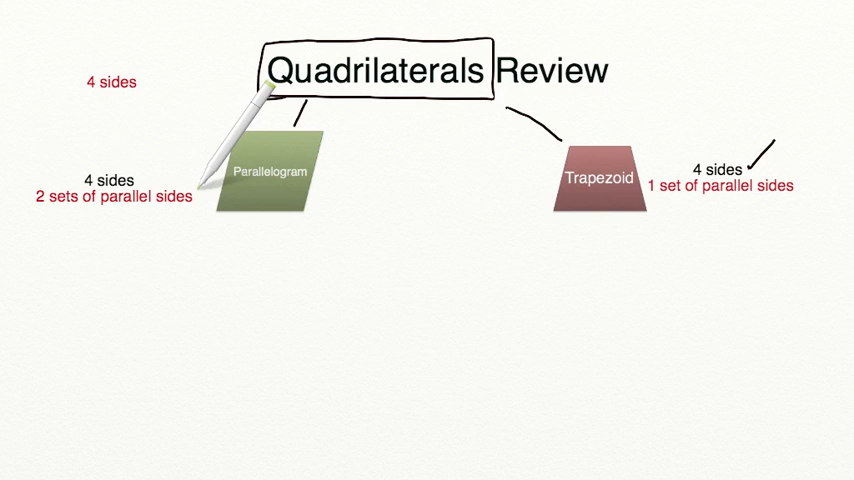 Quadrilaterals Review
4 sides
Parallelogram
4 sides
2 sets of parallel sides
Trapezoid
4 sides
1 set of parallel sides